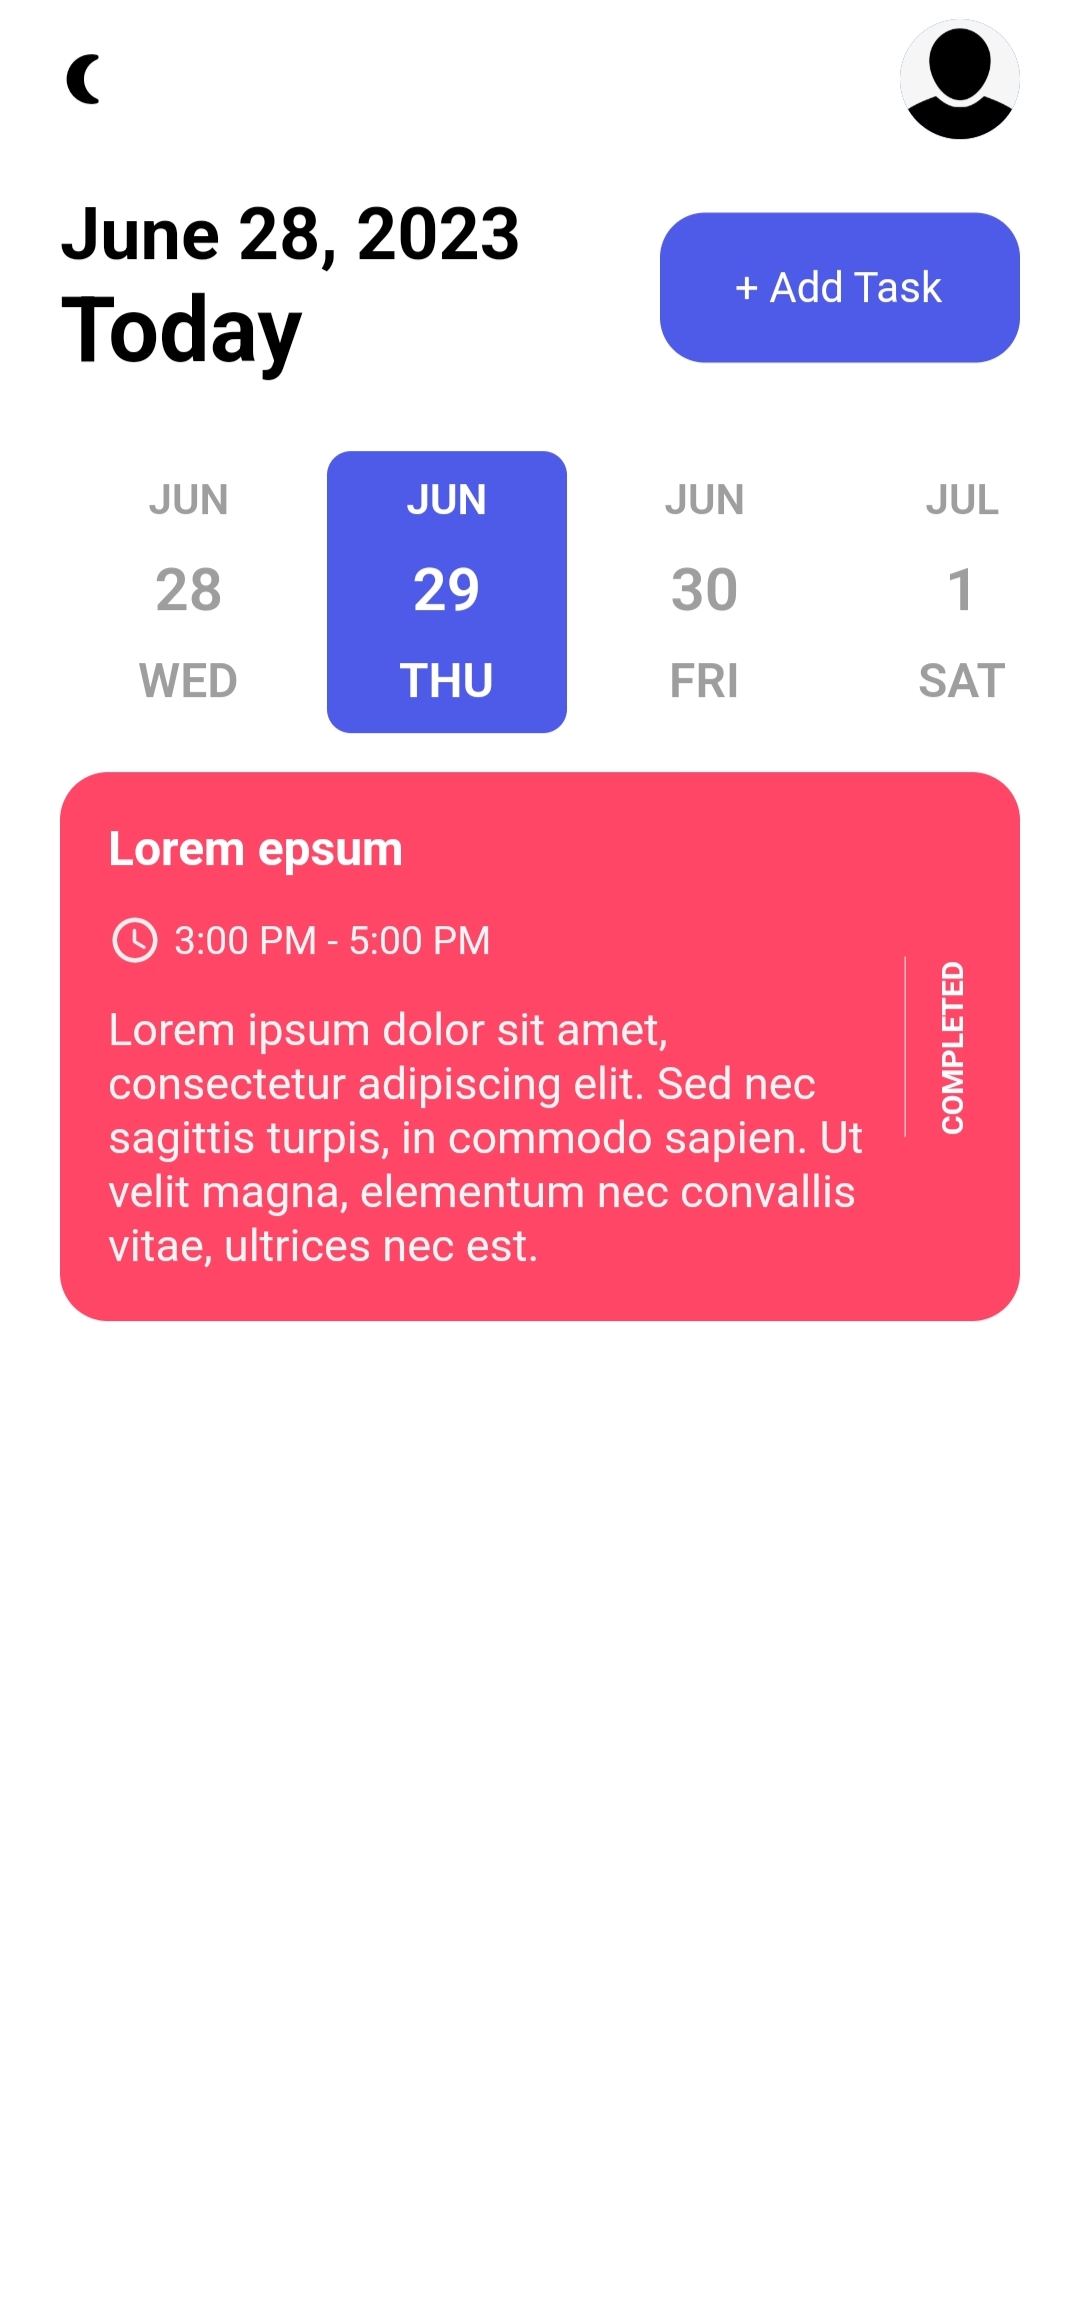 June 28, 2023
Today
+ Add Task
JUN
28
WED
JUN
29
THU
JUN
30
FRI
JUL
1
SAT
Lorem epsum
3:00 PM - 5:00 PM
Lorem ipsum dolor sit amet,
consectetur adipiscing elit. Sed nec
sagittis turpis, in commodo sapien. Ut
velit magna, elementum nec convallis
vitae, ultrices nec est.
COMPLETED